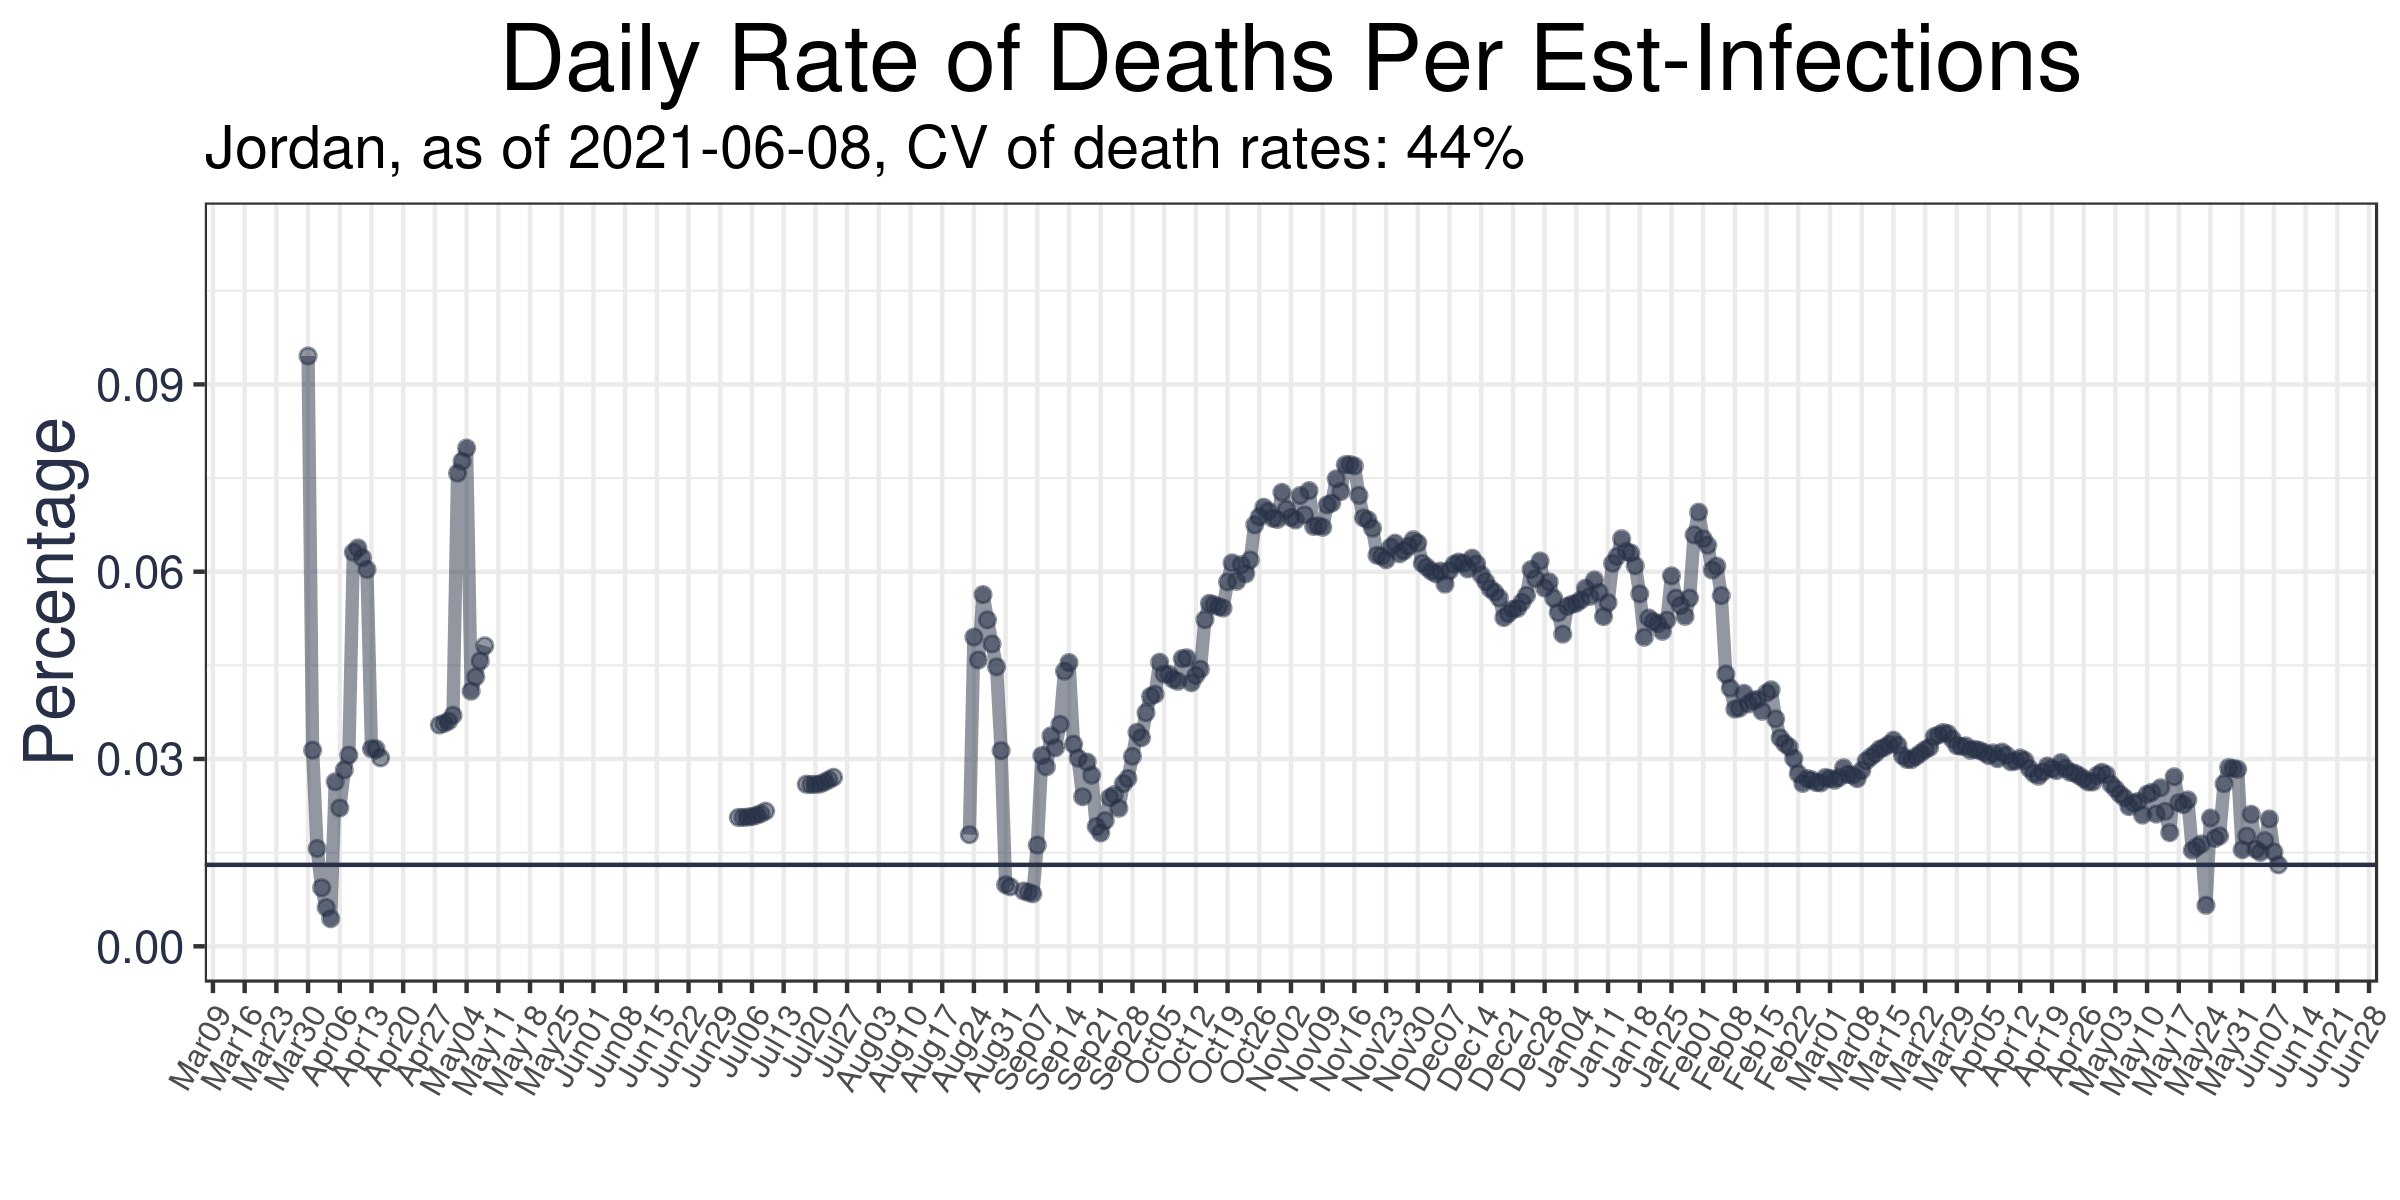 Daily Rate of Deaths Per Est-Infections
Jordan, as of 2021-06-08, CV of death rates: 44%
Percentage
0.09
0.06
0.03
0.00
Mar09
Mar16
Mar23
Mar30
Apr06
Apr13
Apr20
Apr27
May04
May11
May18
May25
Jun01
Jun08
Jun15
Jun22
Jun29
Jul06
Jul13
Jul20
Jul27
Aug03
Aug10
Aug17
Aug24
Aug31
Sep07
Sep14
Sep21
Sep28
Oct05
Oct12
Oct19
Oct26
Nov02
Nov09
Nov16
Nov23
Nov30
Dec07
Dec14
Dec21
Dec28
Jan04
Jan11
Jan18
Jan25
Feb01
Feb08
Feb15
Feb22
Mar01
Mar08
Mar15
Mar22
Mar29
Apr05
Apr12
Apr19
Apr26
May03
May10
May17
May24
May31
Jun07
Jun14
Jun21
Jun28